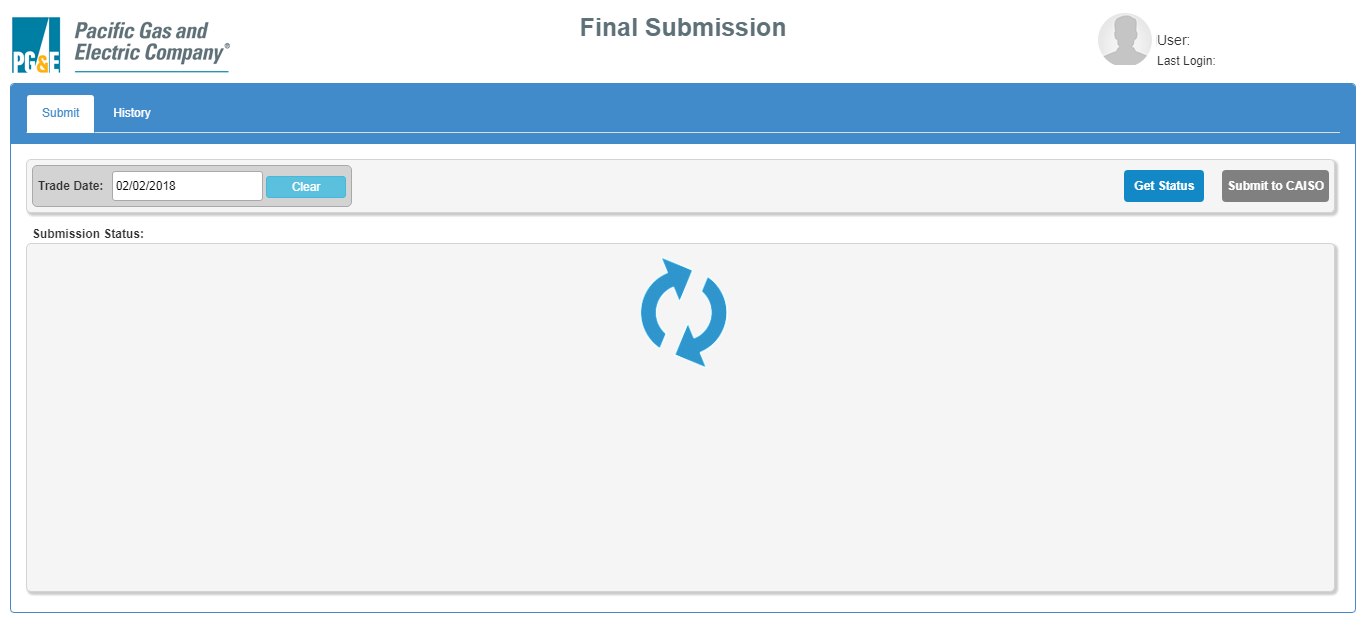 PG&E
Pacific Gas and
Electric Company®
Final Submission
User:
Last Login:
Submit History
Trade Date: 02/02/2018 Clear Get Status Submit to CAISO
Submission Status: